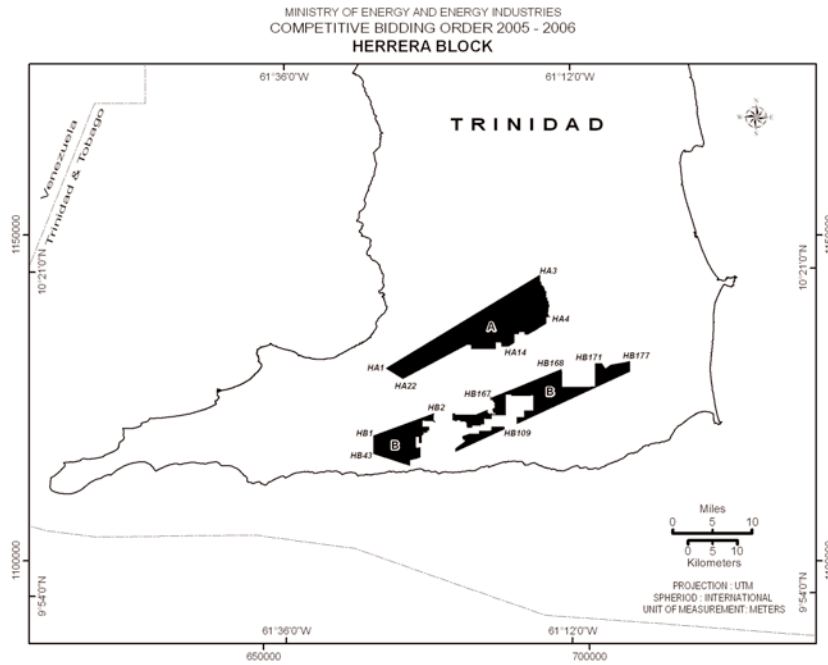 MINISTRY OF ENERGY AND ENERGY INDUSTRIES
COMPETITIVE BIDDING ORDER 2005 - 2006
HERRERA BLOCK
61°36'0"W
61°12'0"W
TRINIDAD
Venezuela
Trinidad & Tobago
1150000
1150000
10°21'0"N
10°21'0"N
HA3
A
HA4
HA14
HA1
HA22
HB168
HB171
HB177
HB167
B
HB2
HB1
B
HB109
HB43
Miles
0 5 10
0 5 10
Kilometers
1100000
1100000
9°54'0"N
9°54'0"N
PROJECTION : UTM
SPHERIOD : INTERNATIONAL
UNIT OF MEASUREMENT: METERS
61°36'0"W
61°12'0"W
650000
700000